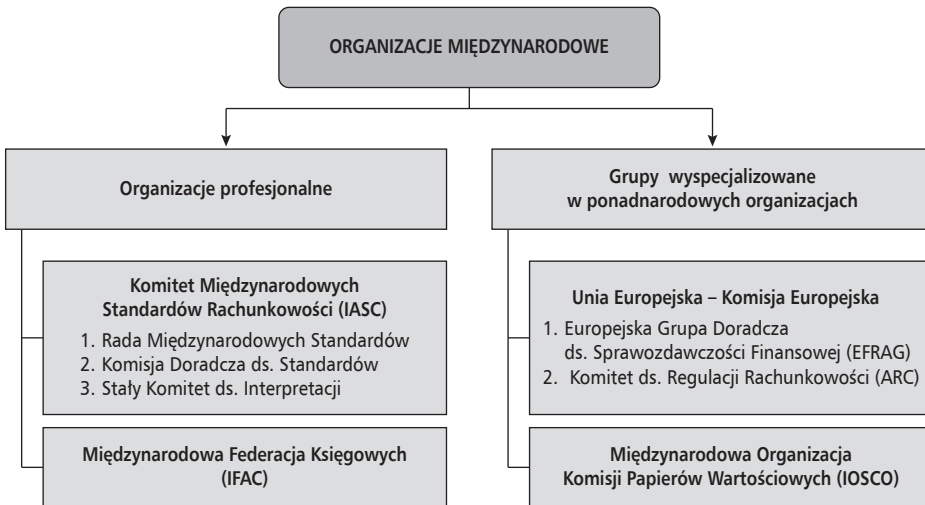 ORGANIZACJE MIĘDZYNARODOWE
Organizacje profesjonalne
Komitet Międzynarodowych
Standardów Rachunkowości (IASC)
1. Rada Międzynarodowych Standardów
2. Komisja Doradcza ds. Standardów
3. Stały Komitet ds. Interpretacji
Międzynarodowa Federacja Księgowych
(IFAC)
Grupy wyspecjalizowane
w ponadnarodowych organizacjach
Unia Europejska – Komisja Europejska
1. Europejska Grupa Doradcza
ds. Sprawozdawczości Finansowej (EFRAG)
2. Komitet ds. Regulacji Rachunkowości (ARC)
Międzynarodowa Organizacja
Komisji Papierów Wartościowych (IOSCO)